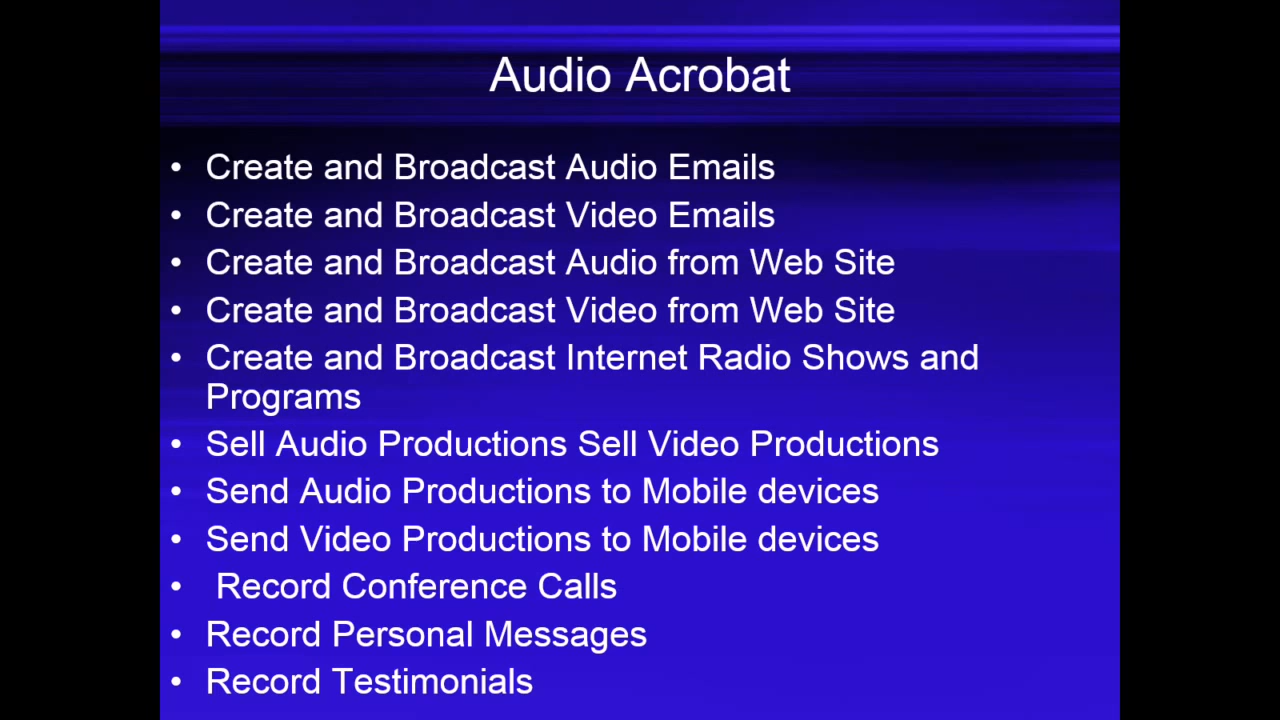 Audio Acrobat
• Create and Broadcast Audio Emails
• Create and Broadcast Video Emails
• Create and Broadcast Audio from Web Site
• Create and Broadcast Video from Web Site
• Create and Broadcast Internet Radio Shows and
Programs
• Sell Audio Productions Sell Video Productions
• Send Audio Productions to Mobile devices
• Send Video Productions to Mobile devices
• Record Conference Calls
• Record Personal Messages
• Record Testimonials